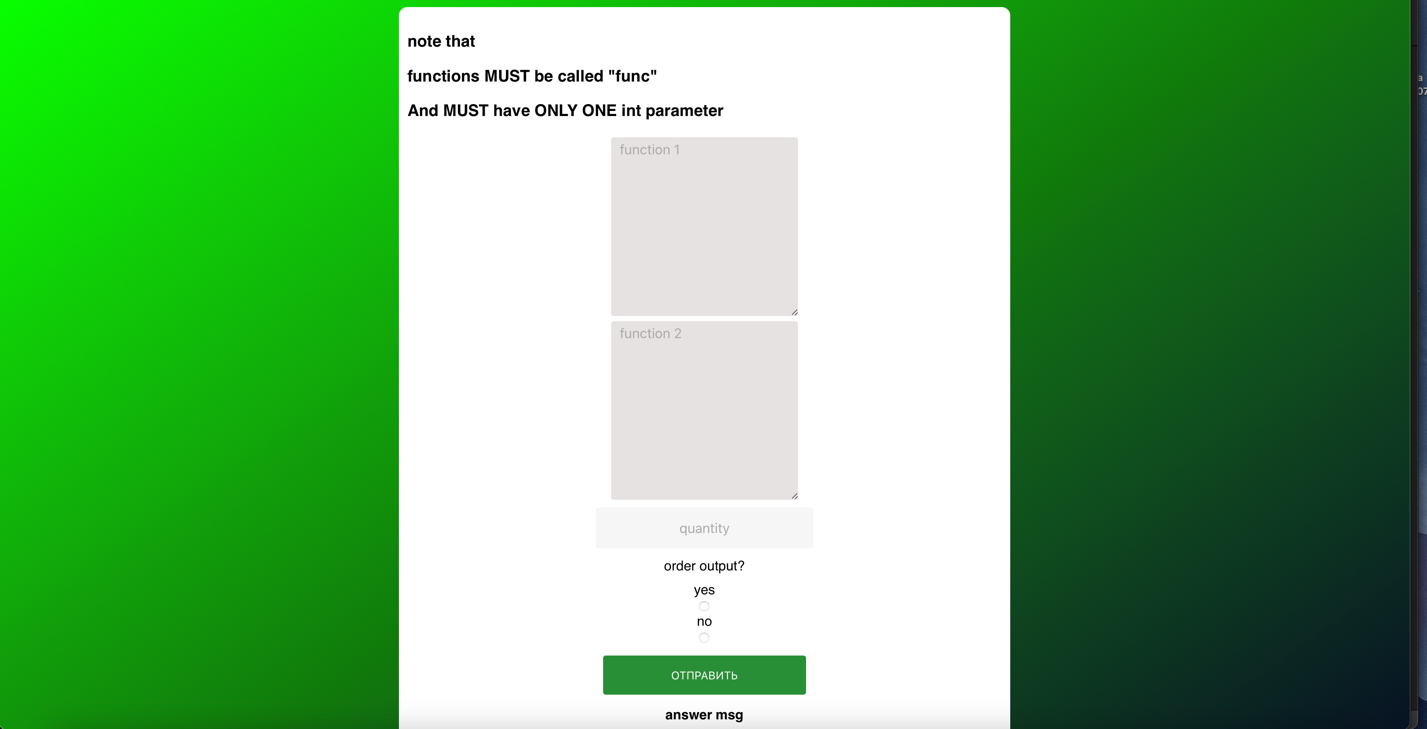 note that
functions MUST be called "func"
And MUST have ONLY ONE int parameter
function 1
function 2
quantity
order output?
yes
no
ОТПРАВИТЬ
answer msg
а
07